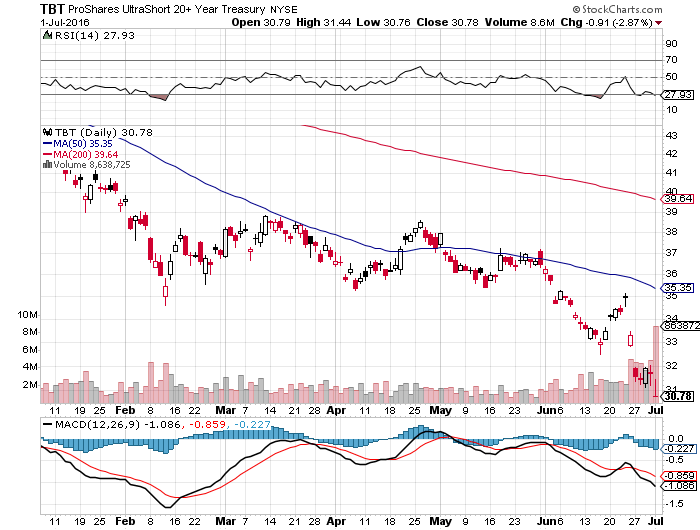 TBT ProShares UltraShort 20+ Year Treasury NYSE © StockCharts.com
1-Jul-2016 Open 30.79 High 31.44 Low 30.76 Close 30.78 Volume 8.6M Chg -0.91 (-2.87%)
RSI(14) 27.93
90
70
50
30
27.93
10
TBT (Daily) 30.78
MA(50) 35.35
MA(200) 39.64
Volume 8,638,725
43
42
41
40
39.64
39
38
37
36
35.35
35
34
33
32
31
30.78
10M
8M
6M
4M
2M
863872
11 19 25 Feb 8 16 22 Mar 7 14 21 28 Apr 11 18 25 May 9 16 23 Jun 6 13 20 27 Jul
MACD(12,26,9) -1.086, -0.859, -0.227
0.0
-0.227
-0.5
-0.859
-1.086
-1.5
11 19 25 Feb 8 16 22 Mar 7 14 21 28 Apr 11 18 25 May 9 16 23 Jun 6 13 20 27 Jul